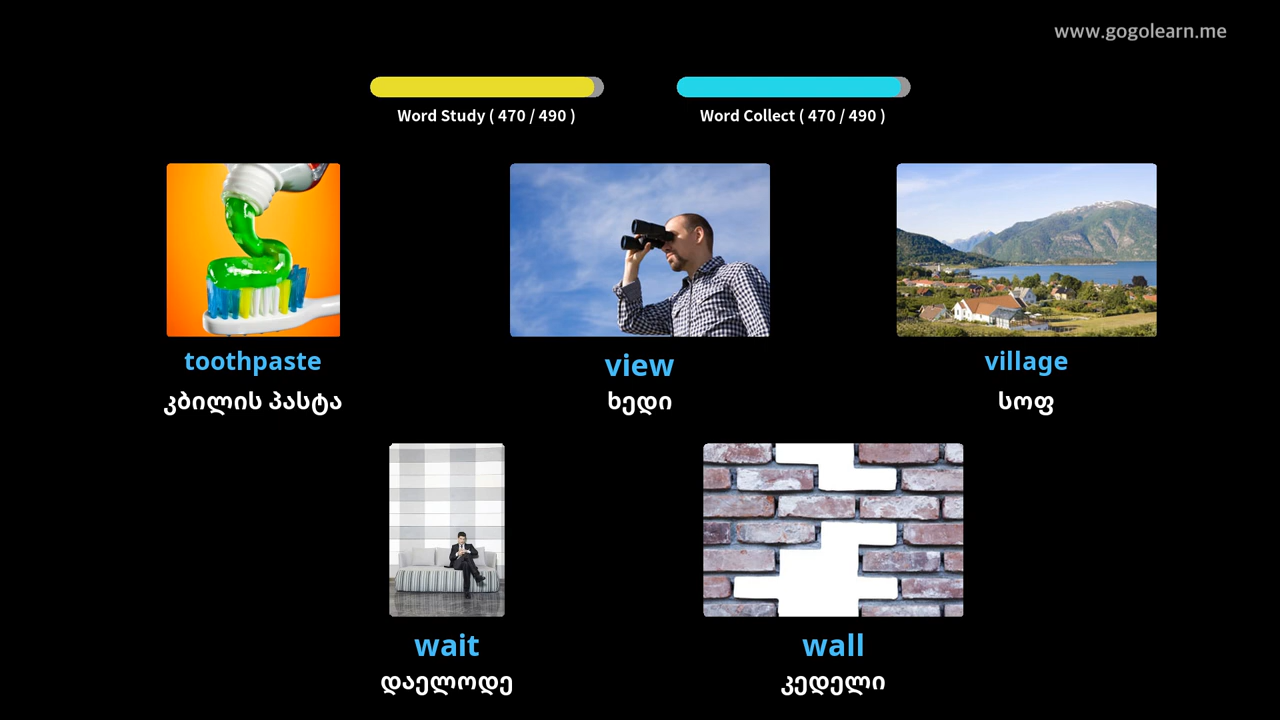 www.gogolearn.me
Word Study ( 470 / 490 )
Word Collect ( 470 / 490 )
toothpaste
კბილის პასტა
view
ხედი
village
სოფ
wait
დაელოდე
wall
კედელი